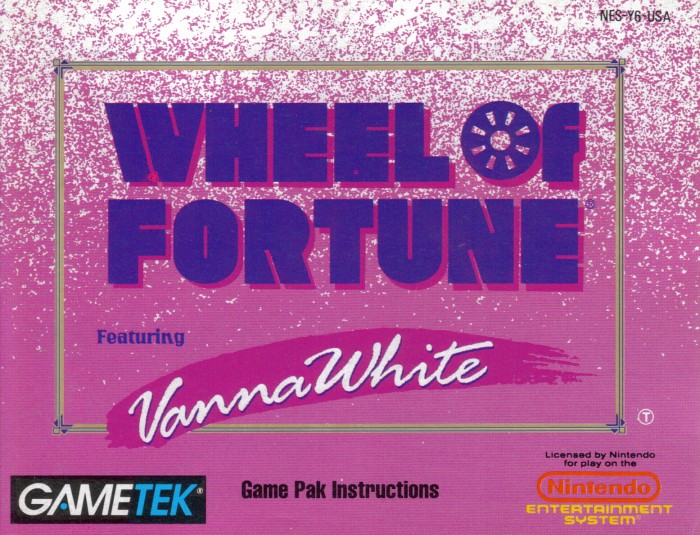 NES-Y6-USA
WHEEL OF
FORTUNE®
Featuring
Vanna White
T
Licensed by Nintendo
for play on the
Nintendo
ENTERTAINMENT
SYSTEM®
GAMETEK®
Game Pak Instructions